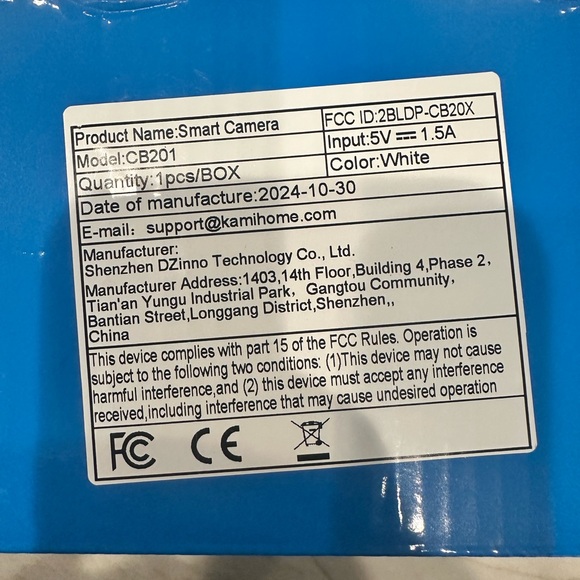 Product Name:Smart Camera
FCC ID:2BLDP-CB20X
Model:CB201
Input:5V ⎓ 1.5A
Quantity:1pcs/BOX
Color:White
Date of manufacture:2024-10-30
E-mail: support@kamihome.com
Manufacturer:
Shenzhen DZinno Technology Co., Ltd.
Manufacturer Address:1403,14th Floor,Building 4,Phase 2,
Tian'an Yungu Industrial Park, Gangtou Community,
Bantian Street,Longgang District,Shenzhen,,
China
This device complies with part 15 of the FCC Rules. Operation is
subject to the following two conditions: (1)This device may not cause
harmful interference,and (2) this device must accept any interference
received,including interference that may cause undesired operation
FC CE